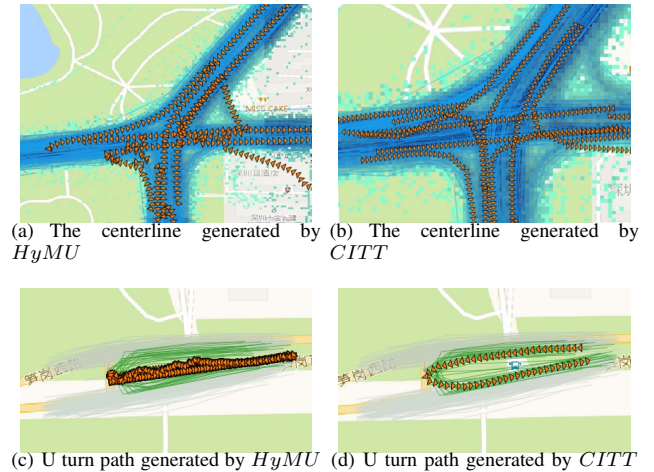 MISS CAKE
(a) The centerline generated by HyMU
(b) The centerline generated by CITT
(c) U turn path generated by HyMU
(d) U turn path generated by CITT